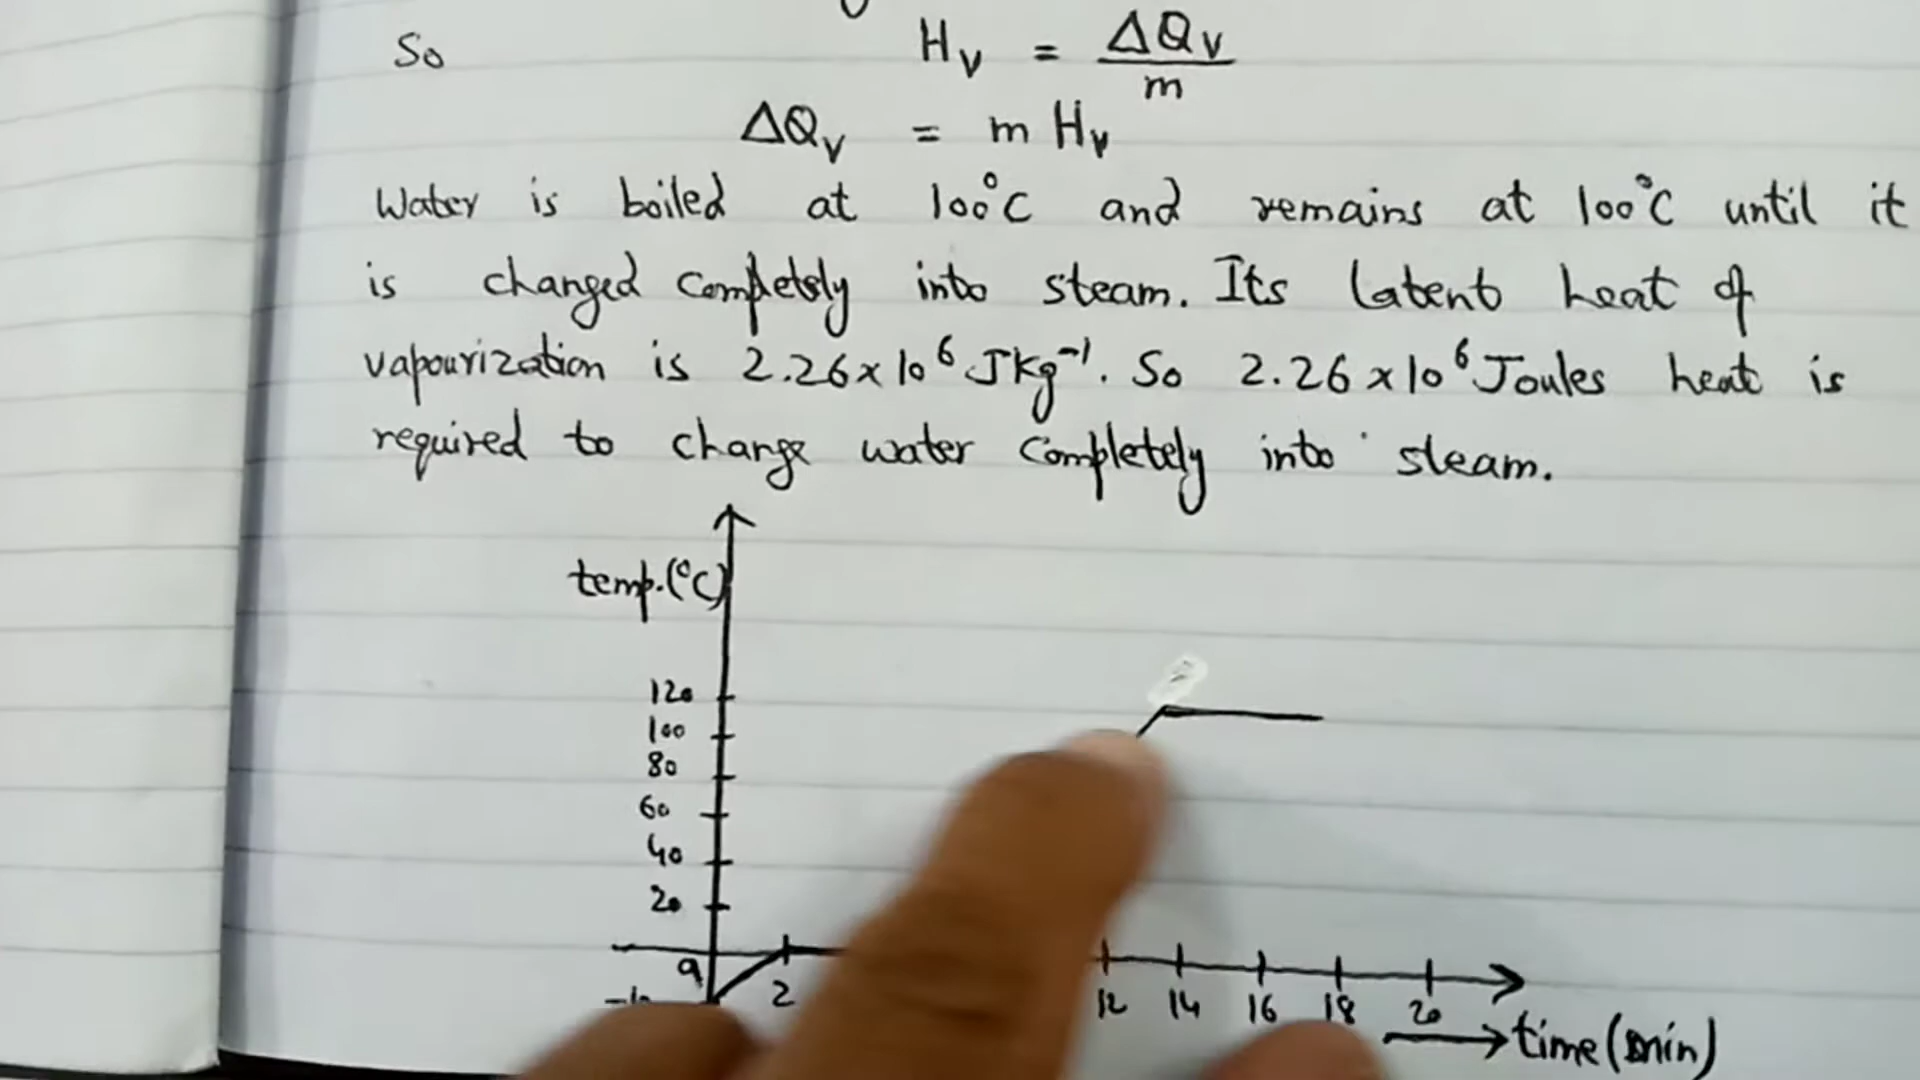 So Hv = ΔQv
m
ΔQv = m Hv
Water is boiled at 100°C and remains at 100°C until it
is changed completely into steam. Its latent heat of
vapourization is 2.26×10⁶ Jkg⁻¹. So 2.26×10⁶ Joules heat is
required to change water completely into steam.
temp.(°C)
120
100
80
60
40
20
2 12 14 16 18 20
time (min)